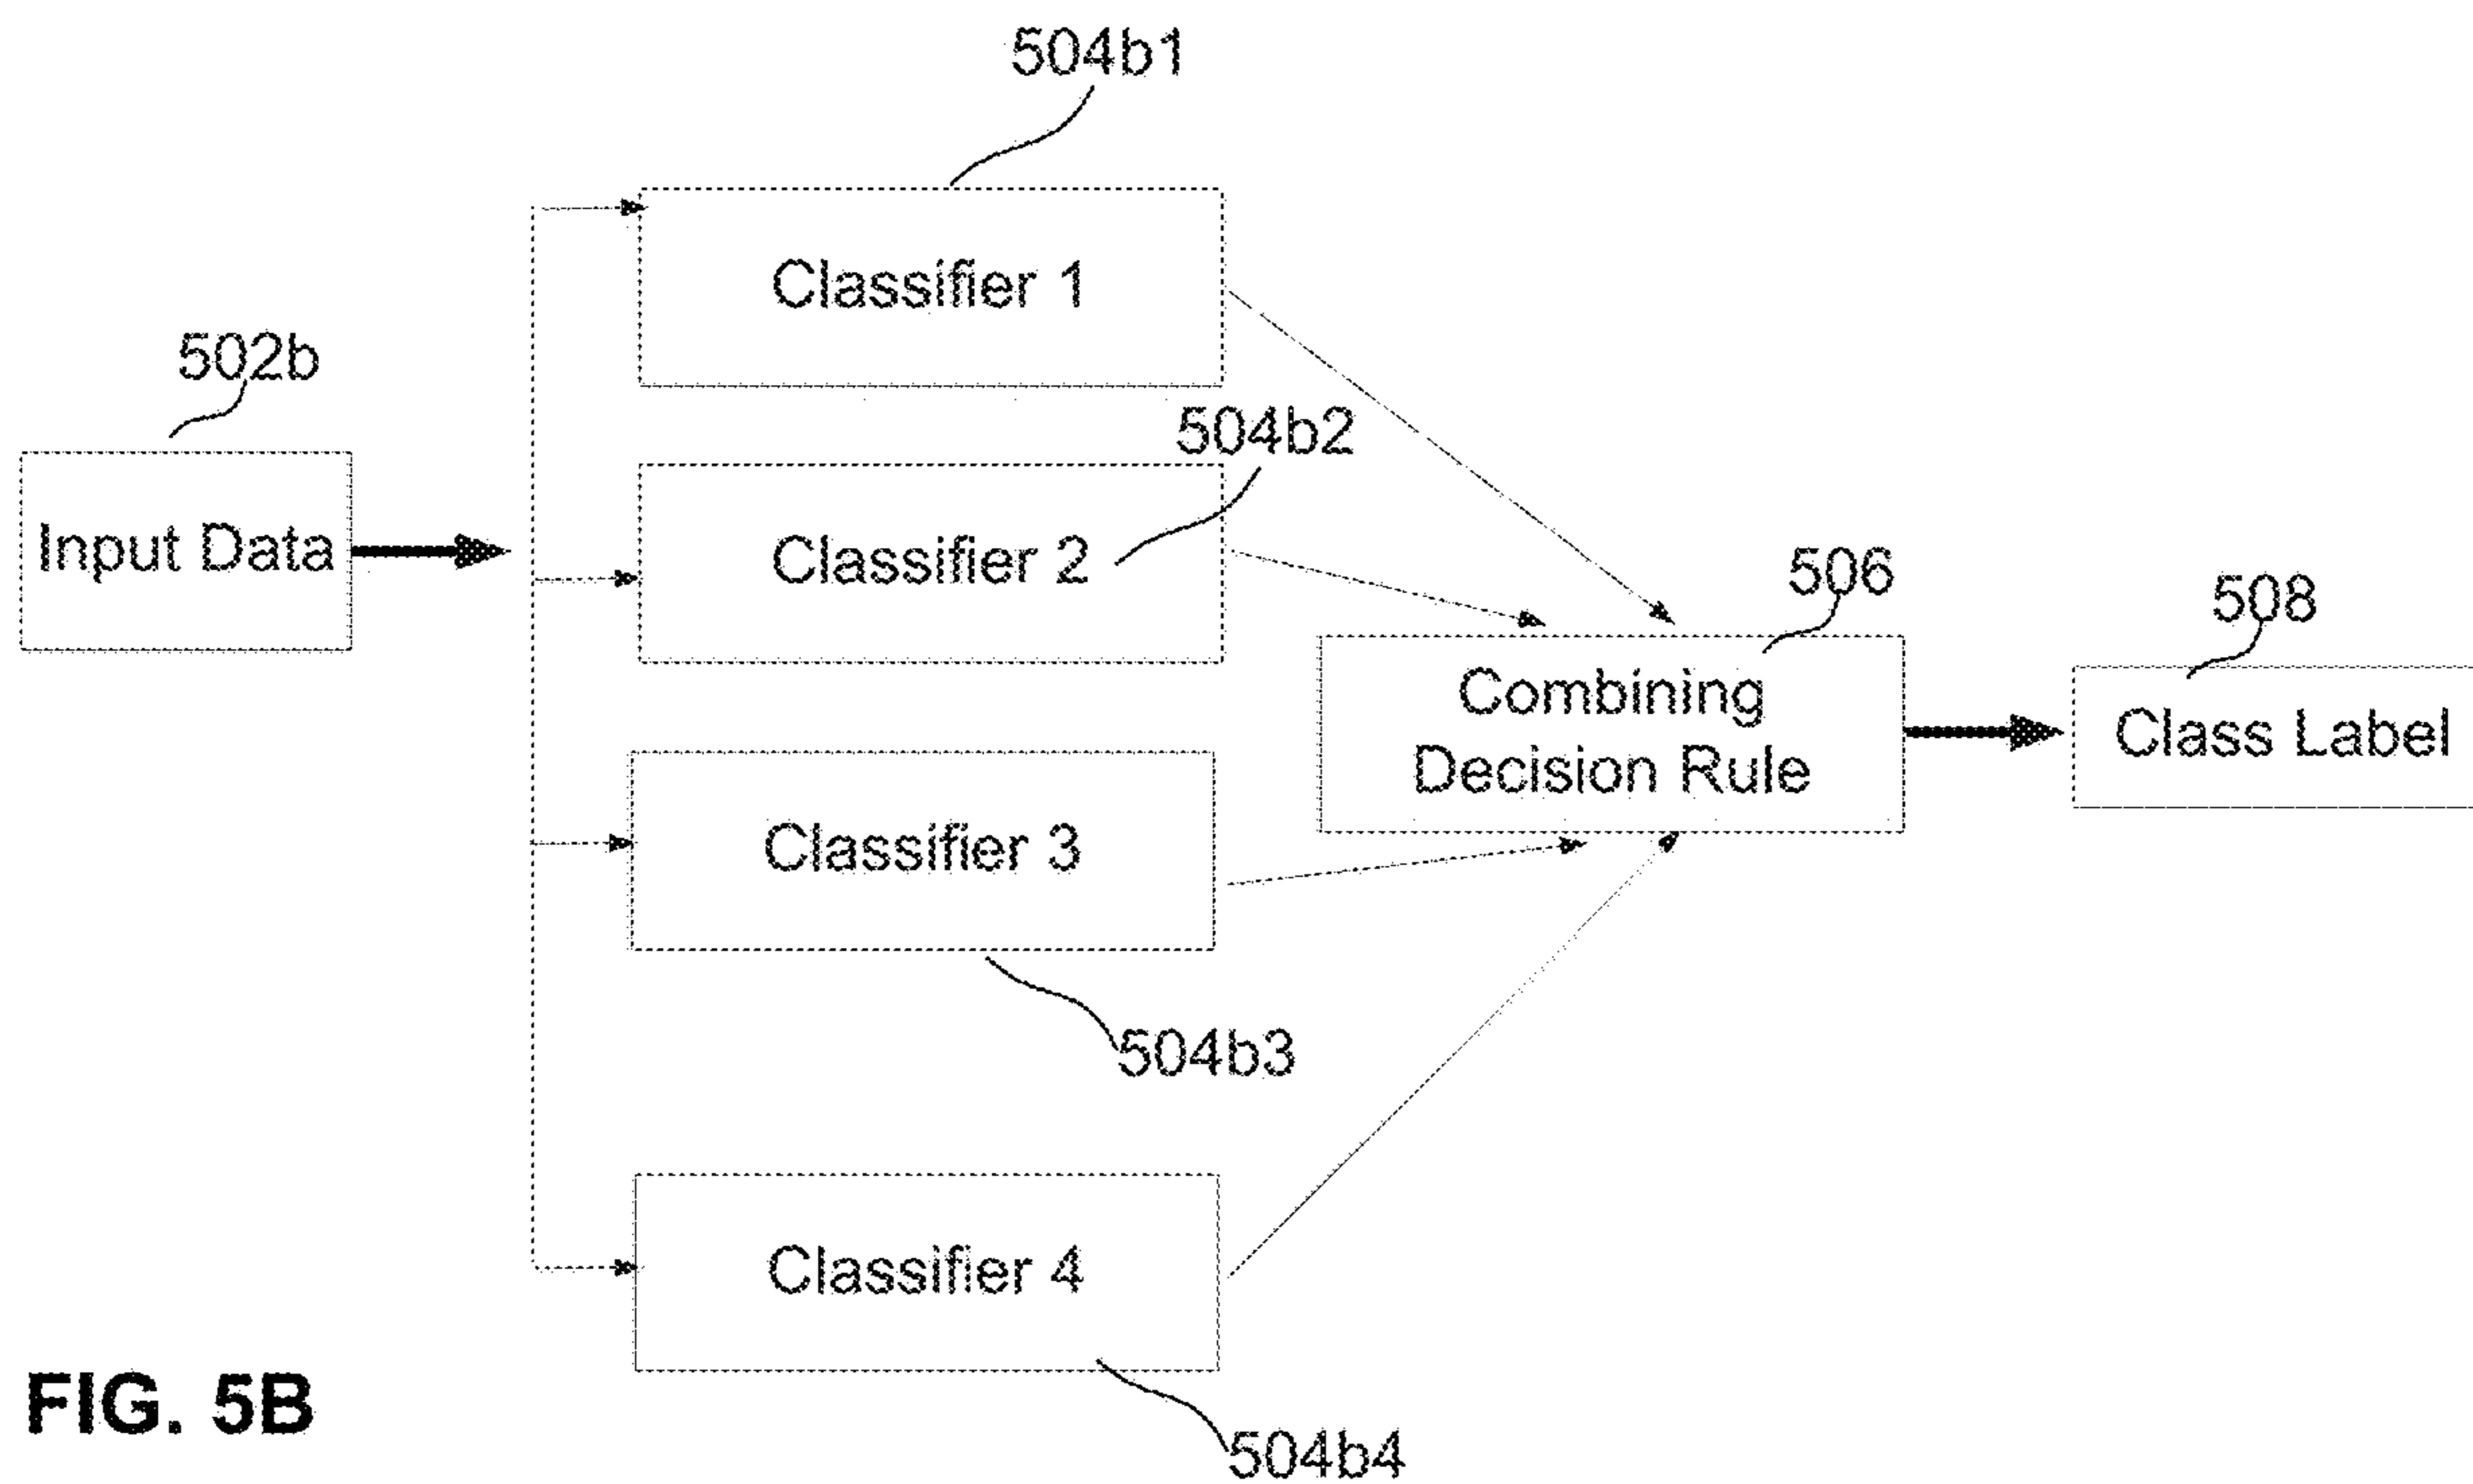 504b1
Classifier 1
502b
504b2
Input Data
Classifier 2
506
508
Combining
Decision Rule
Class Label
Classifier 3
504b3
Classifier 4
FIG. 5B
504b4